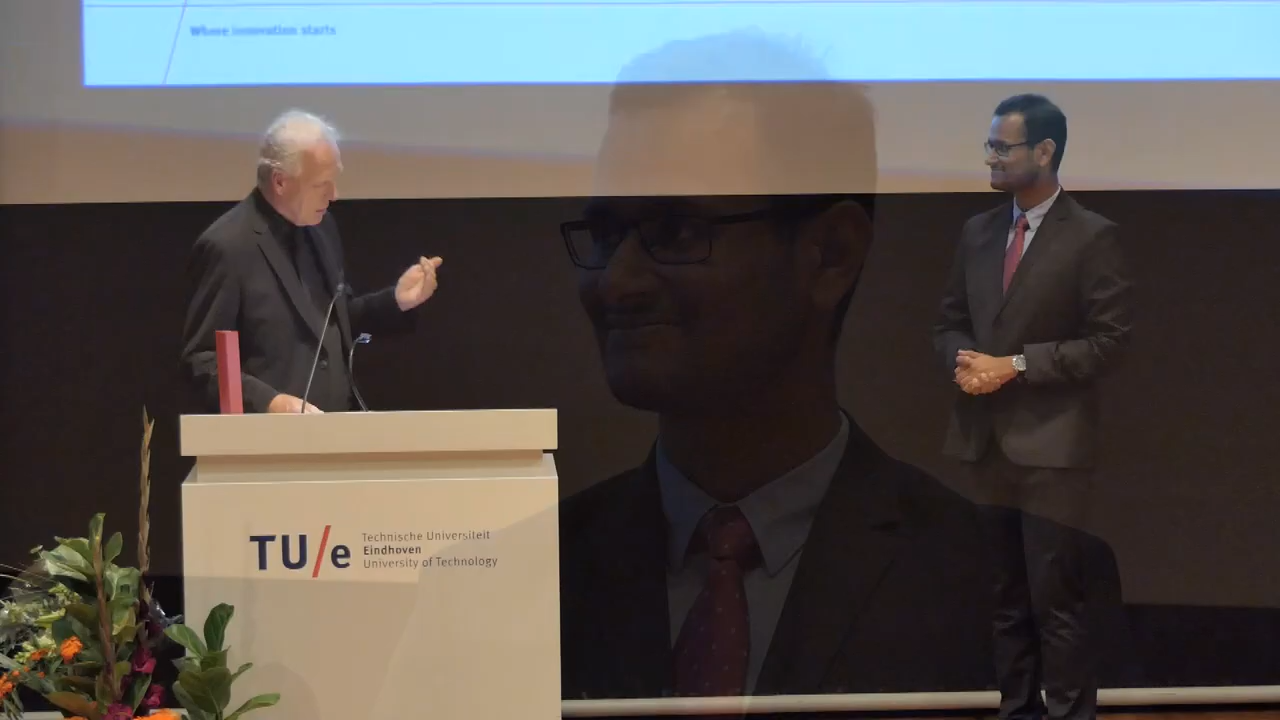 Where innovation starts
TU/e
Technische Universiteit
Eindhoven
University of Technology